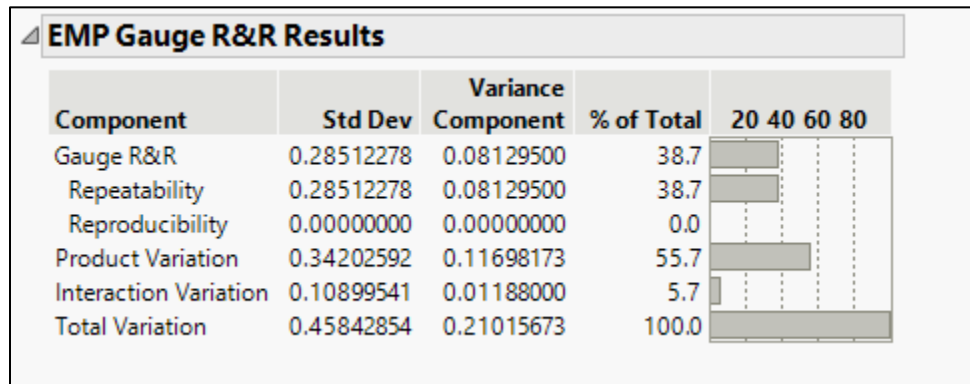 EMP Gauge R&R Results
Variance
Component Std Dev Component % of Total 20 40 60 80
Gauge R&R 0.28512278 0.08129500 38.7
Repeatability 0.28512278 0.08129500 38.7
Reproducibility 0.00000000 0.00000000 0.0
Product Variation 0.34202592 0.11698173 55.7
Interaction Variation 0.10899541 0.01188000 5.7
Total Variation 0.45842854 0.21015673 100.0